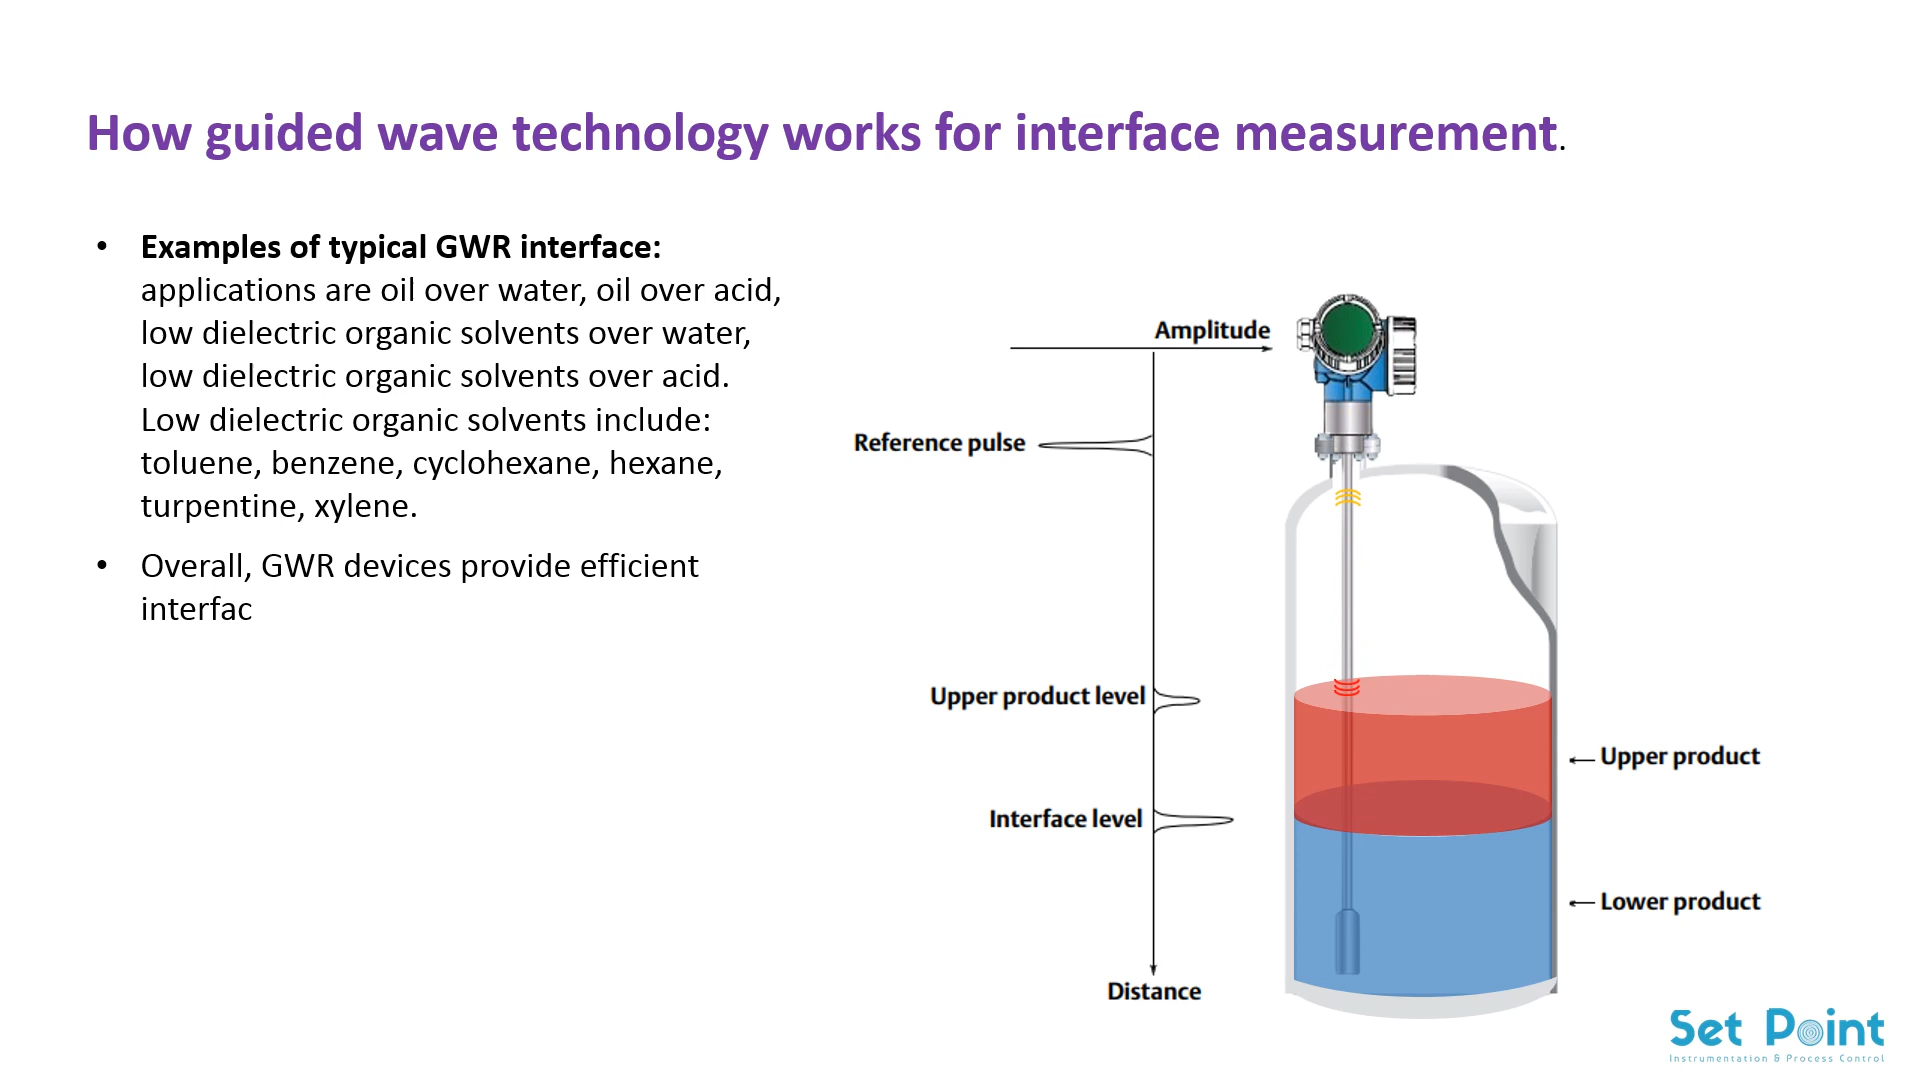 How guided wave technology works for interface measurement.
• Examples of typical GWR interface:
applications are oil over water, oil over acid,
low dielectric organic solvents over water,
low dielectric organic solvents over acid.
Low dielectric organic solvents include:
toluene, benzene, cyclohexane, hexane,
turpentine, xylene.
• Overall, GWR devices provide efficient
interfac
Amplitude
Reference pulse
Upper product level
Upper product
Interface level
Lower product
Distance
Set Point
Instrumentation & Process Control